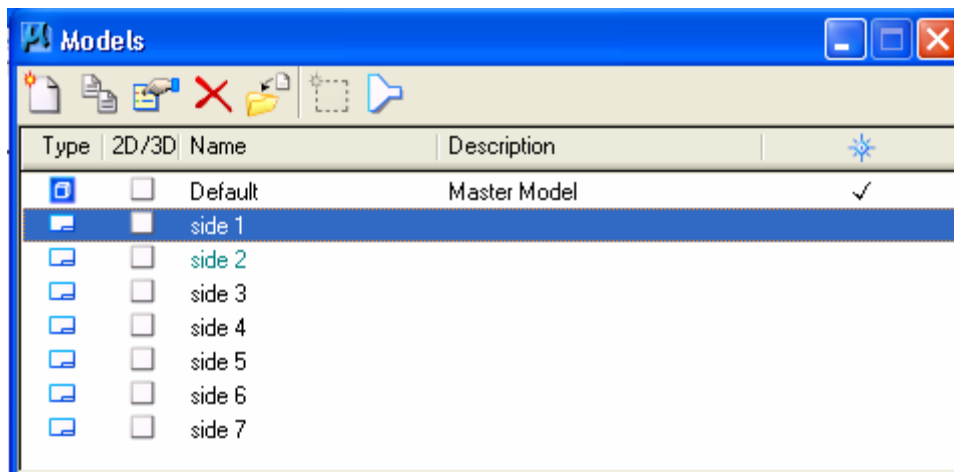 Models
Type 2D/3D Name Description
Default Master Model
side 1
side 2
side 3
side 4
side 5
side 6
side 7